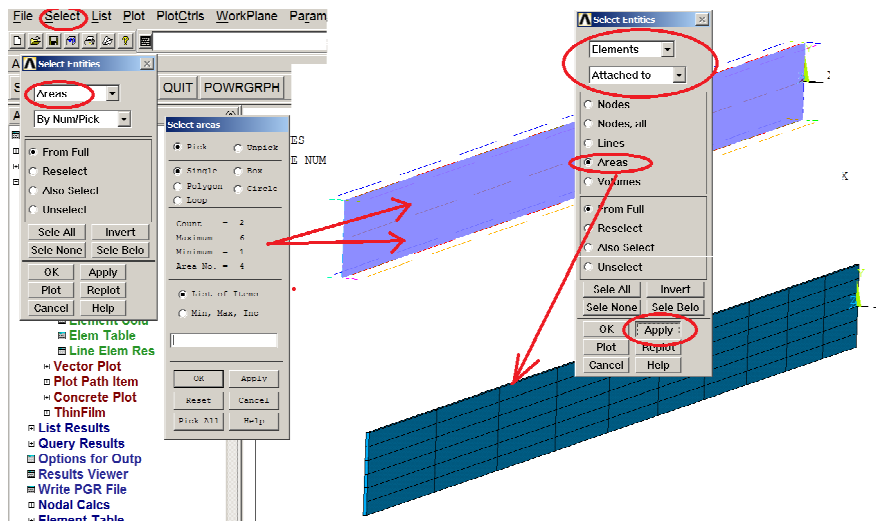 File Select List Plot PlotCtrls WorkPlane Param
Select Entities
Areas
By Num/Pick
From Full
Reselect
Also Select
Unselect
Sele All Invert
Sele None Sele Belo
OK Apply
Plot Replot
Cancel Help
QUIT POWRGRPH
Select areas
Pick Unpick
Single Box
Polygon Circle
Loop
Count = 2
Maximum = 6
Minimum = 1
Area No. = 4
List of Items
Min, Max, Inc
OK Apply
Reset Cancel
Pick All Help
ES
E NUM
Elem Table
Line Elem Res
Vector Plot
Plot Path Item
Concrete Plot
ThinFilm
List Results
Query Results
Options for Outp
Results Viewer
Write PGR File
Nodal Calcs
Element Table
Select Entities
Elements
Attached to
Nodes
Nodes, all
Lines
Areas
Volumes
From Full
Reselect
Also Select
Unselect
Sele All Invert
Sele None Sele Belo
OK Apply
Plot Replot
Cancel Help
K